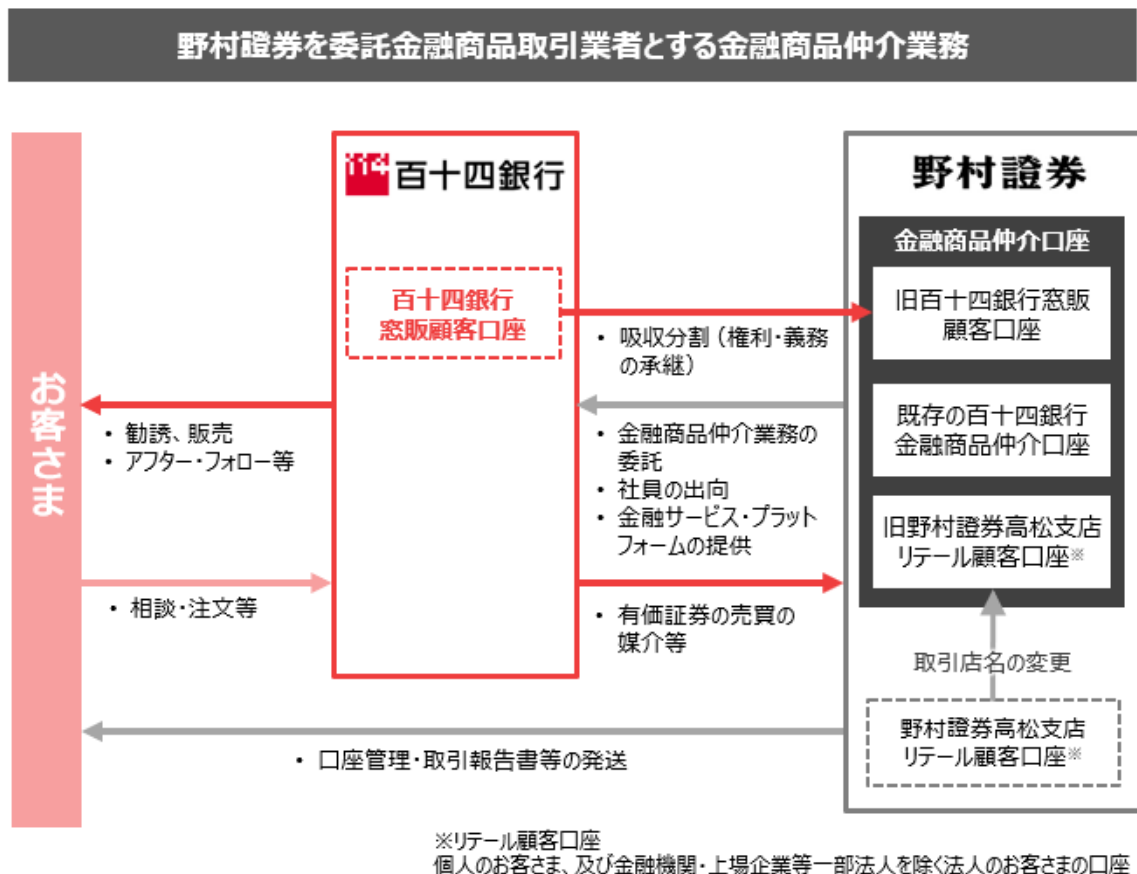 野村證券を委託金融商品取引業者とする金融商品仲介業務
お客さま
114 百十四銀行
百十四銀行
窓販顧客口座
野村證券
金融商品仲介口座
旧百十四銀行窓販
顧客口座
既存の百十四銀行
金融商品仲介口座
旧野村證券高松支店
リテール顧客口座※
• 吸収分割（権利・義務
の承継）
• 勧誘、販売
• アフター・フォロー等
• 金融商品仲介業務の
委託
• 社員の出向
• 金融サービス・プラット
フォームの提供
• 相談・注文等
• 有価証券の売買の
媒介等
取引店名の変更
野村證券高松支店
リテール顧客口座※
• 口座管理・取引報告書等の発送
※リテール顧客口座
個人のお客さま、及び金融機関・上場企業等一部法人を除く法人のお客さまの口座